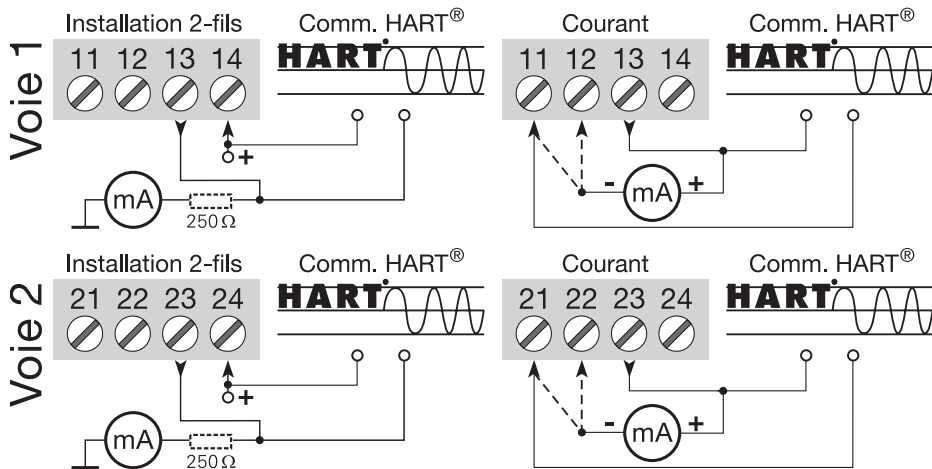 Voie 1
Installation 2-fils
Comm. HART®
Courant
Comm. HART®
11 12 13 14
HART
11 12 13 14
HART
+
- mA +
mA
250 Ω
Voie 2
Installation 2-fils
Comm. HART®
Courant
Comm. HART®
21 22 23 24
HART
21 22 23 24
HART
+
- mA +
mA
250 Ω